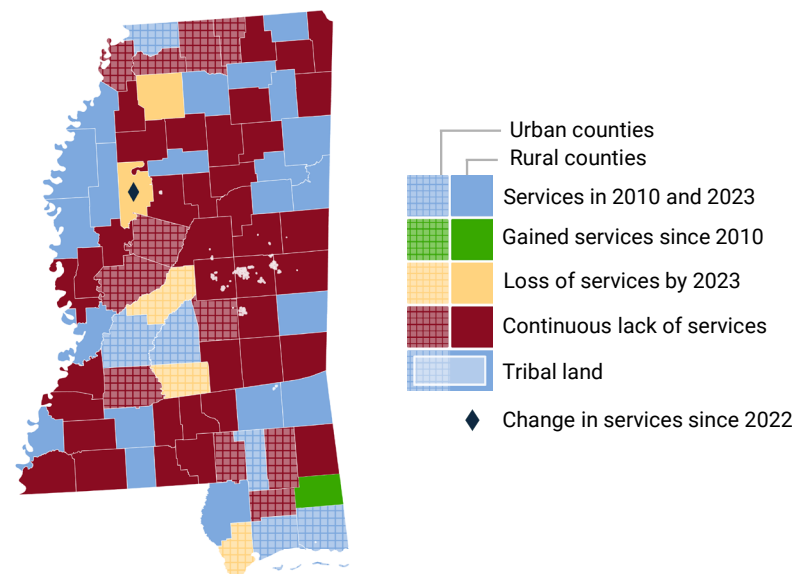 Urban counties
Rural counties
Services in 2010 and 2023
Gained services since 2010
Loss of services by 2023
Continuous lack of services
Tribal land
Change in services since 2022